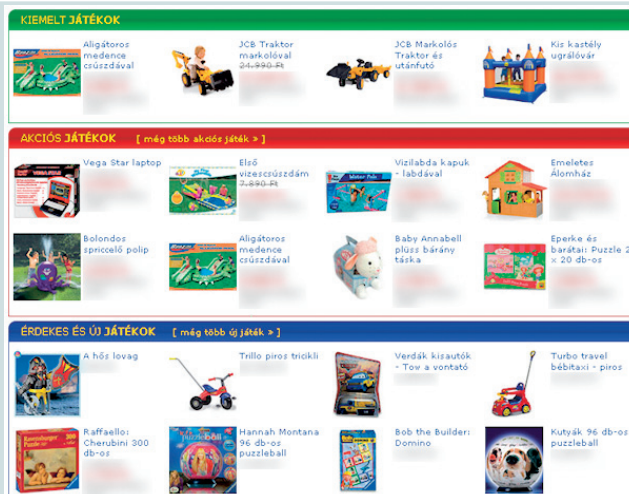 KIEMELT JÁTÉKOK
Aligátoros
medence
csúszdával
JCB Traktor
markolóval
24.990 Ft
JCB Markolós
Traktor és
utánfutó
Kis kastély
ugrálóvár
AKCIÓS JÁTÉKOK [ még több akciós játék » ]
Vega Star laptop
Első
vizescsúszdám
7.890 Ft
Vizilabda kapuk
- labdával
Emeletes
Álomház
Bolondos
spriccelő polip
Aligátoros
medence
csúszdával
Baby Annabell
plüss bárány
táska
Eperke és
barátai: Puzzle 2
x 20 db-os
ÉRDEKES ÉS ÚJ JÁTÉKOK [ még több új játék » ]
A hős lovag
Trillo piros tricikli
Verdák kisautók
- Tow a vontató
Turbo travel
bébitaxi - piros
Raffaello:
Cherubini 300
db-os
Hannah Montana
96 db-os
puzzleball
Bob the Builder:
Domino
Kutyák 96 db-os
puzzleball